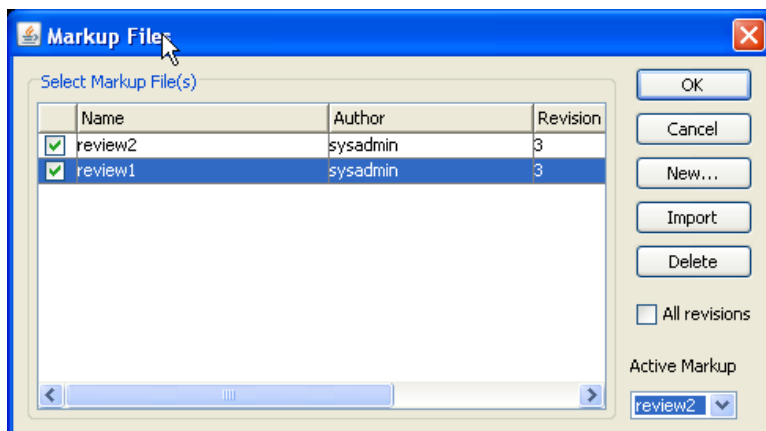 Markup Files
Select Markup File(s)
Name Author Revision
review2 sysadmin 3
review1 sysadmin 3
OK
Cancel
New...
Import
Delete
All revisions
Active Markup
review2